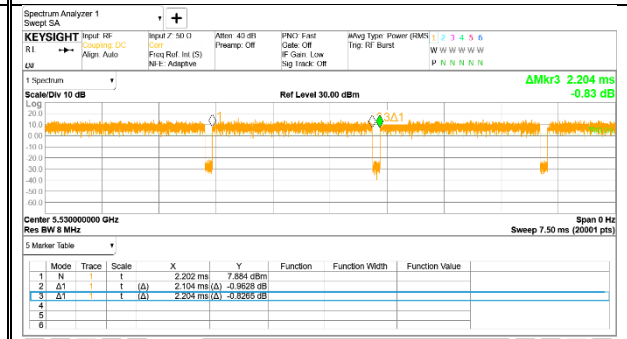 Spectrum Analyzer 1
Swept SA
+
KEYSIGHT Input: RF Input Z: 50 Ω Atten: 40 dB PNO: Fast #Avg Type: Power (RMS 1 2 3 4 5 6
RL Coupling: DC Corr Preamp: Off Gate: Off Trig: RF Burst
Align: Auto Freq Ref: Int (S) IF Gain: Low W W W W W W
NFE: Adaptive Sig Track: Off P N N N N N
1 Spectrum
ΔMkr3 2.204 ms
Scale/Div 10 dB Ref Level 30.00 dBm -0.83 dB
Log
20.0
10.0
0.00
-10.0
-20.0
-30.0
-40.0
-50.0
-60.0
1
3Δ1
Center 5.530000000 GHz Span 0 Hz
Res BW 8 MHz Sweep 7.50 ms (20001 pts)
5 Marker Table
Mode Trace Scale X Y Function Function Width Function Value
1 N 1 t 2.202 ms 7.884 dBm
2 Δ1 1 t (Δ) 2.104 ms (Δ) -0.9628 dB
3 Δ1 1 t (Δ) 2.204 ms (Δ) -0.8265 dB
4
5
6